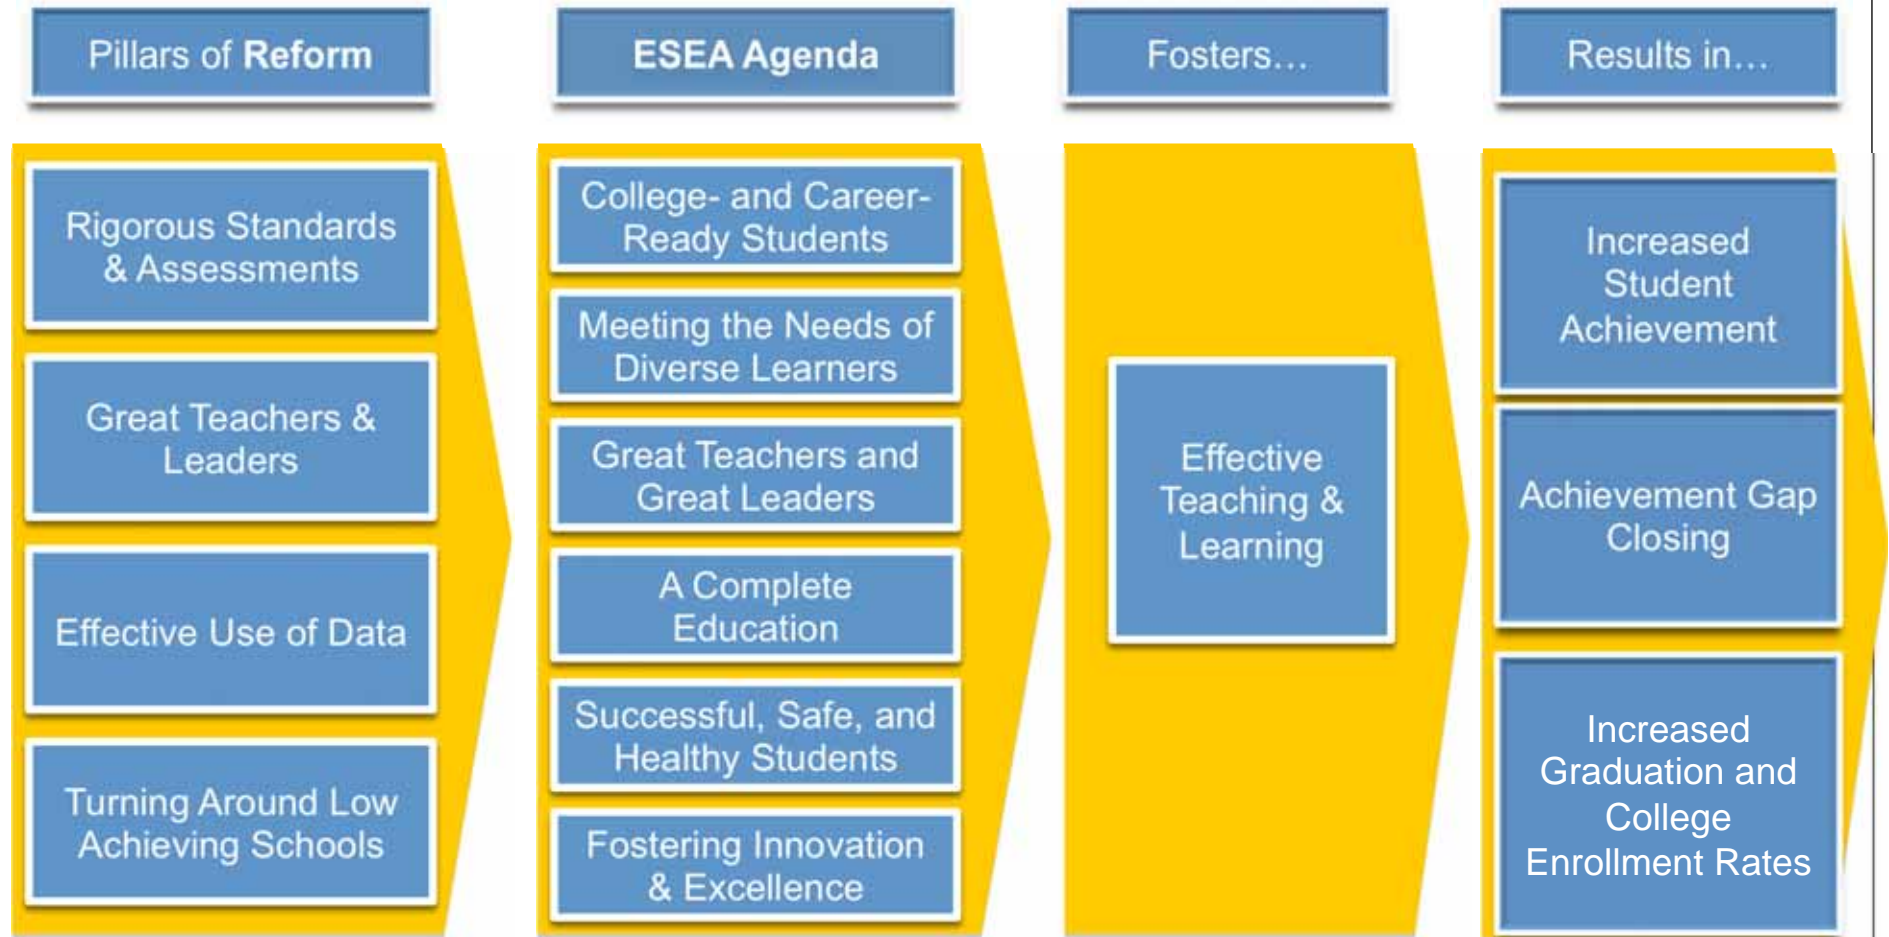 Pillars of Reform
ESEA Agenda
Fosters…
Results in…
Rigorous Standards
& Assessments
Great Teachers &
Leaders
Effective Use of Data
Turning Around Low
Achieving Schools
College- and Career-
Ready Students
Meeting the Needs of
Diverse Learners
Great Teachers and
Great Leaders
A Complete
Education
Successful, Safe, and
Healthy Students
Fostering Innovation
& Excellence
Effective
Teaching &
Learning
Increased
Student
Achievement
Achievement Gap
Closing
Increased
Graduation and
College
Enrollment Rates